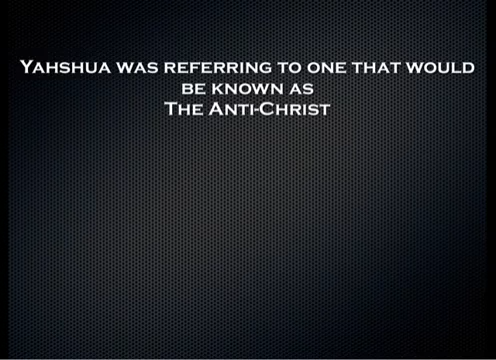 Yahshua was referring to one that would
be known as
The Anti-Christ